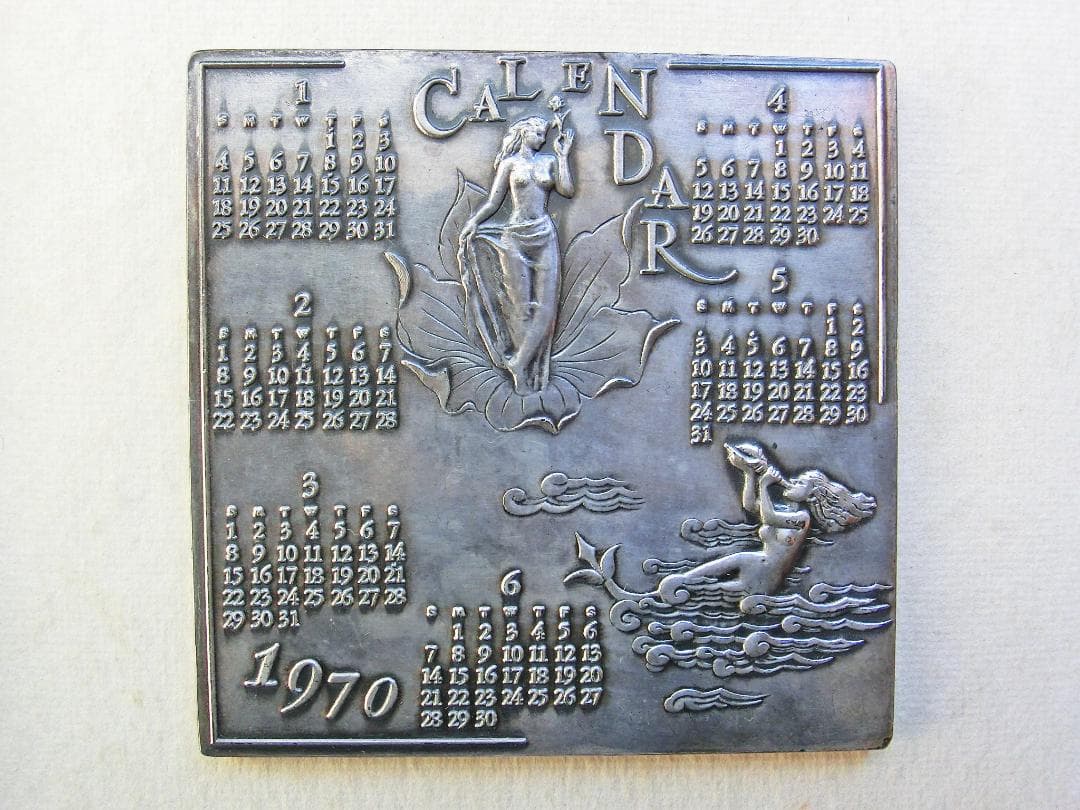 CALENDAR
1
S M T W T F S
1 2 3
4 5 6 7 8 9 10
11 12 13 14 15 16 17
18 19 20 21 22 23 24
25 26 27 28 29 30 31
2
S M T W T F S
1 2 3 4 5 6 7
8 9 10 11 12 13 14
15 16 17 18 19 20 21
22 23 24 25 26 27 28
3
S M T W T F S
1 2 3 4 5 6 7
8 9 10 11 12 13 14
15 16 17 18 19 20 21
22 23 24 25 26 27 28
29 30 31
4
S M T W T F S
1 2 3 4
5 6 7 8 9 10 11
12 13 14 15 16 17 18
19 20 21 22 23 24 25
26 27 28 29 30
5
S M T W T F S
1 2
3 4 5 6 7 8 9
10 11 12 13 14 15 16
17 18 19 20 21 22 23
24 25 26 27 28 29 30
31
6
S M T W T F S
1 2 3 4 5 6
7 8 9 10 11 12 13
14 15 16 17 18 19 20
21 22 23 24 25 26 27
28 29 30
1970